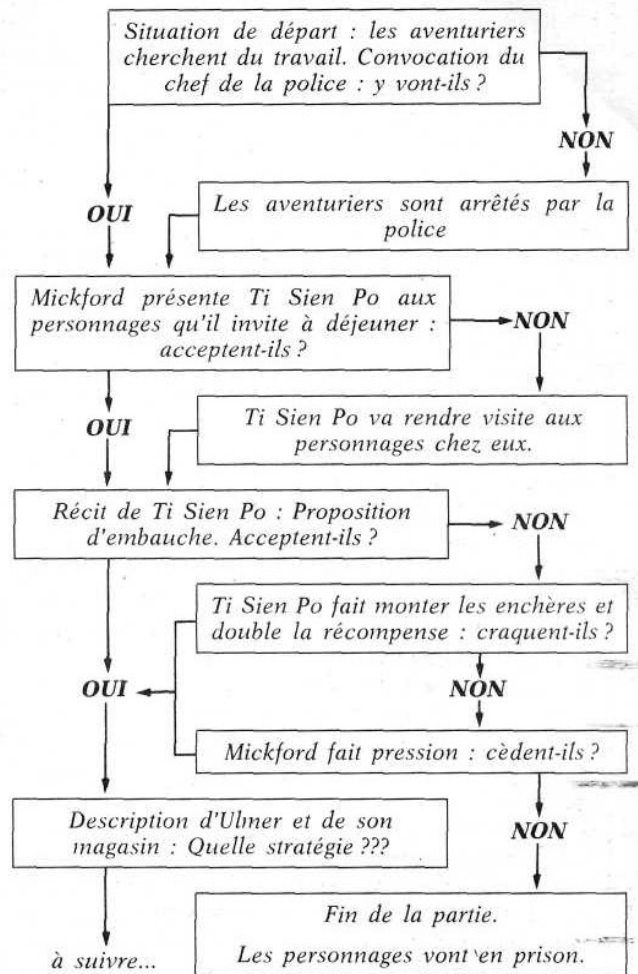 Situation de départ : les aventuriers
cherchent du travail. Convocation du
chef de la police : y vont-ils ?
NON
OUI
Les aventuriers sont arrêtés par la
police
Mickford présente Ti Sien Po aux
personnages qu'il invite à déjeuner :
acceptent-ils ?
NON
OUI
Ti Sien Po va rendre visite aux
personnages chez eux.
Récit de Ti Sien Po : Proposition
d'embauche. Acceptent-ils ?
NON
Ti Sien Po fait monter les enchères et
double la récompense : craquent-ils ?
OUI
NON
Mickford fait pression : cèdent-ils ?
Description d'Ulmer et de son
magasin : Quelle stratégie ???
NON
Fin de la partie.
Les personnages vont en prison.
à suivre...